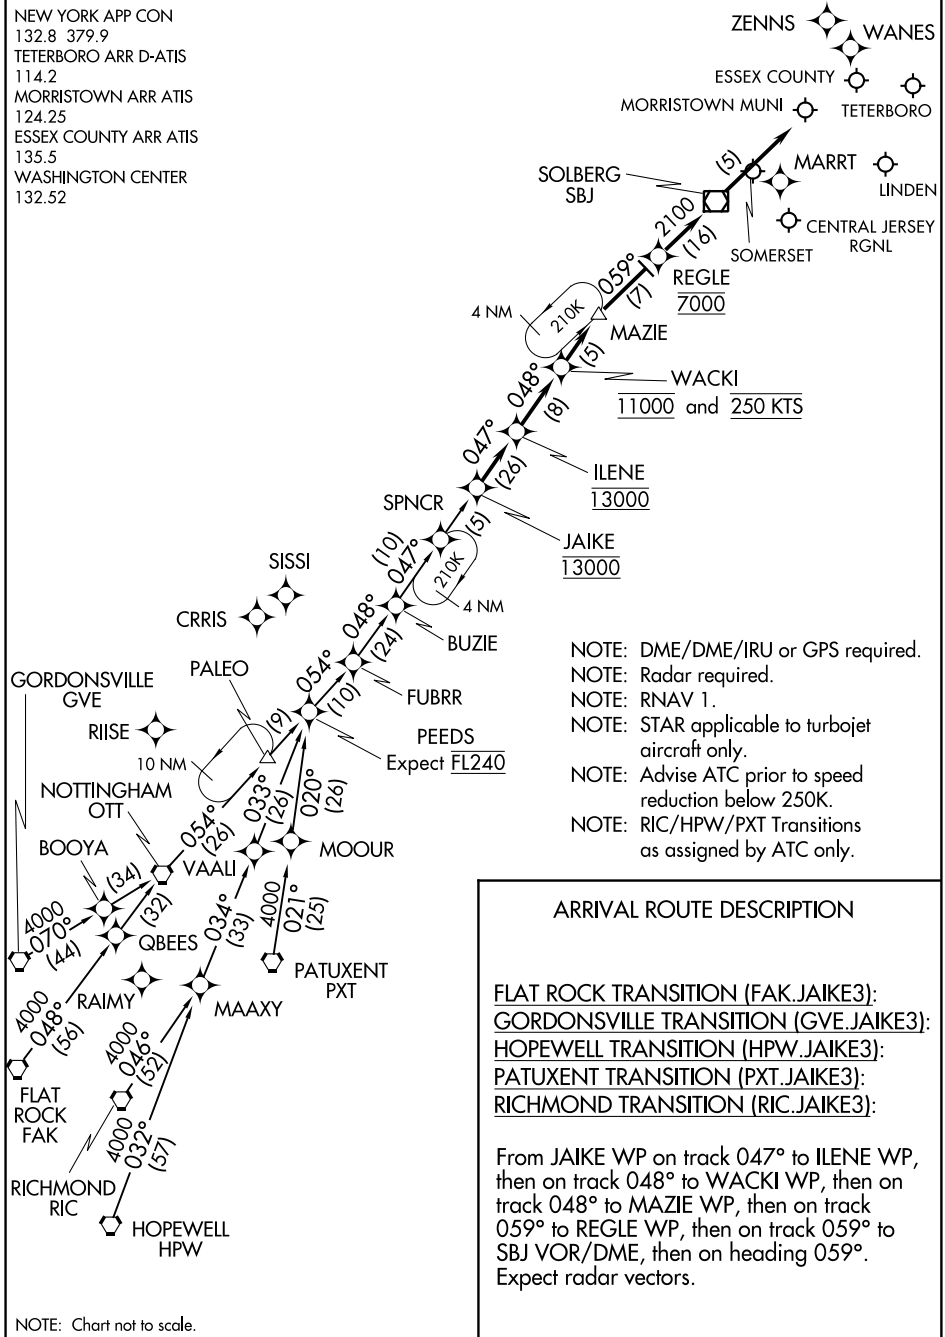 NEW YORK APP CON
132.8 379.9
TETERBORO ARR D-ATIS
114.2
MORRISTOWN ARR ATIS
124.25
ESSEX COUNTY ARR ATIS
135.5
WASHINGTON CENTER
132.52
ZENNS
WANES
ESSEX COUNTY
MORRISTOWN MUNI
TETERBORO
(5)
MARRT
SOLBERG
SBJ
LINDEN
2100
(16)
CENTRAL JERSEY
RGNL
SOMERSET
059°
(7)
REGLE
7000
4 NM
210K
MAZIE
(5)
048°
(8)
WACKI
11000 and 250 KTS
047°
(26)
ILENE
13000
SPNCR
(5)
JAIKE
13000
(10)
047°
210K
4 NM
SISSI
CRRIS
048°
(24)
BUZIE
PALEO
054°
(10)
FUBRR
GORDONSVILLE
GVE
RIISE
(9)
PEEDS
Expect FL240
10 NM
NOTTINGHAM
OTT
054°
(26)
033°
(26)
020°
(26)
BOOYA
VAALI
MOOUR
(34)
(32)
4000
070°
(44)
QBEES
034°
(33)
4000
021°
(25)
RAIMY
MAAXY
PATUXENT
PXT
4000
048°
(56)
4000
046°
(52)
FLAT
ROCK
FAK
4000
032°
(57)
RICHMOND
RIC
HOPEWELL
HPW
NOTE: DME/DME/IRU or GPS required.
NOTE: Radar required.
NOTE: RNAV 1.
NOTE: STAR applicable to turbojet
aircraft only.
NOTE: Advise ATC prior to speed
reduction below 250K.
NOTE: RIC/HPW/PXT Transitions
as assigned by ATC only.
ARRIVAL ROUTE DESCRIPTION
FLAT ROCK TRANSITION (FAK.JAIKE3):
GORDONSVILLE TRANSITION (GVE.JAIKE3):
HOPEWELL TRANSITION (HPW.JAIKE3):
PATUXENT TRANSITION (PXT.JAIKE3):
RICHMOND TRANSITION (RIC.JAIKE3):
From JAIKE WP on track 047° to ILENE WP,
then on track 048° to WACKI WP, then on
track 048° to MAZIE WP, then on track
059° to REGLE WP, then on track 059° to
SBJ VOR/DME, then on heading 059°.
Expect radar vectors.
NOTE: Chart not to scale.